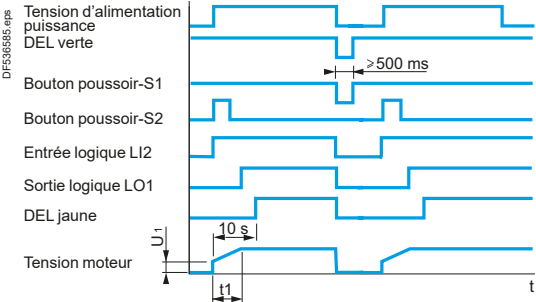 DF536585.eps
Tension d'alimentation
puissance
DEL verte
⩾500 ms
Bouton poussoir-S1
Bouton poussoir-S2
Entrée logique LI2
Sortie logique LO1
DEL jaune
10 s
U1
Tension moteur
t1
t